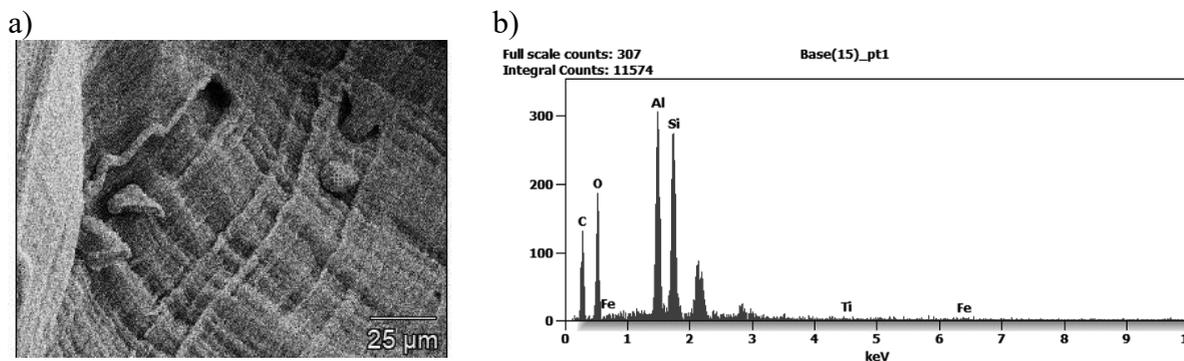 a)
25 µm
b)
Full scale counts: 307
Base(15)_pt1
Integral Counts: 11574
300
200
100
0
C
O
Fe
Al
Si
Ti
Fe
0 1 2 3 4 5 6 7 8 9 1
keV